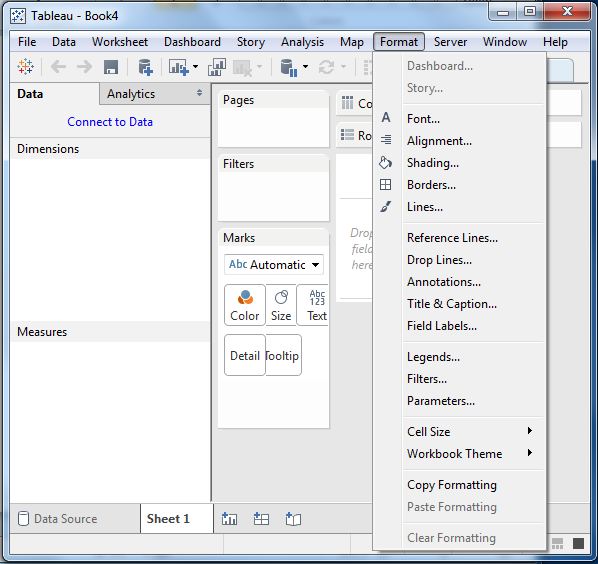 Tableau - Book4
File Data Worksheet Dashboard Story Analysis Map Format Server Window Help
Data
Analytics
Connect to Data
Dimensions
Measures
Pages
Filters
Marks
Abc Automatic
Color
Size
Abc
123
Text
Detail
Tooltip
Co
Ro
Drop
field
here
Dashboard...
Story...
Font...
Alignment...
Shading...
Borders...
Lines...
Reference Lines...
Drop Lines...
Annotations...
Title & Caption...
Field Labels...
Legends...
Filters...
Parameters...
Cell Size
Workbook Theme
Copy Formatting
Paste Formatting
Clear Formatting
Data Source
Sheet 1